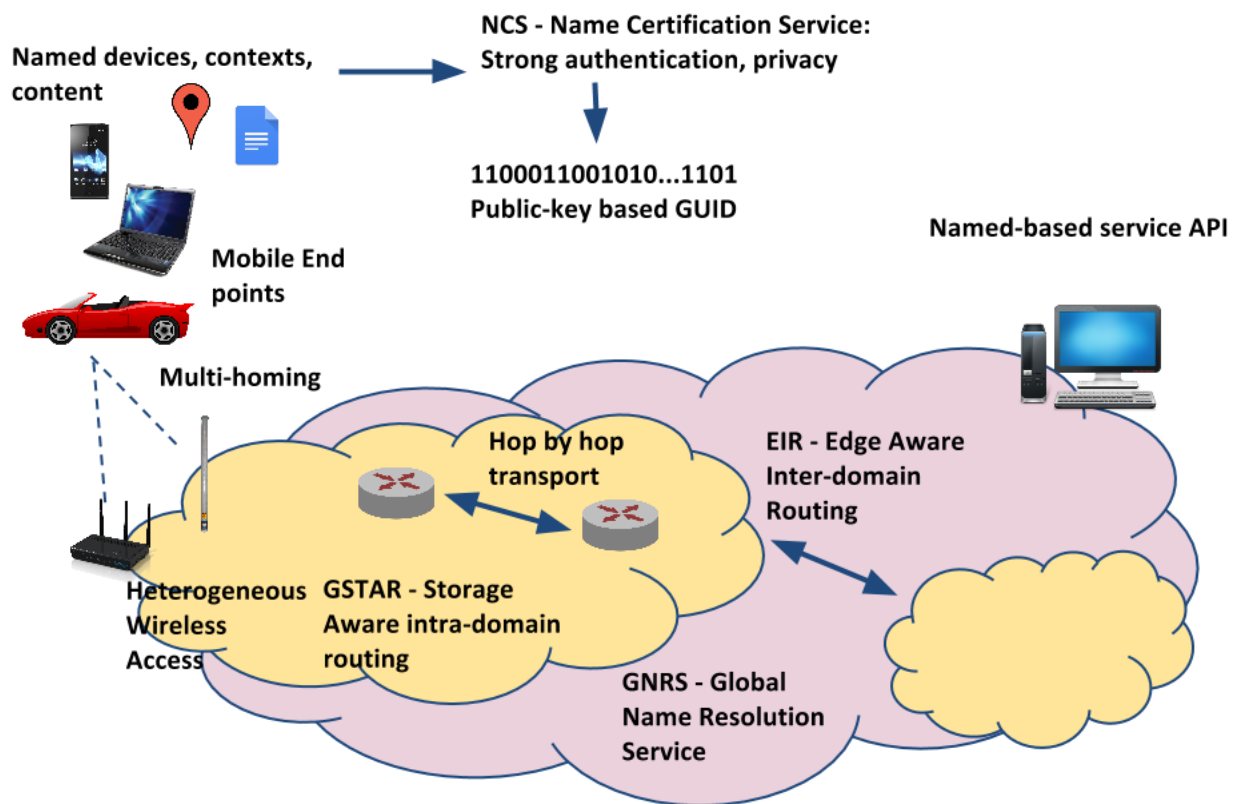 NCS - Name Certification Service:
Strong authentication, privacy
Named devices, contexts,
content
1100011001010...1101
Public-key based GUID
Named-based service API
Mobile End
points
Multi-homing
Hop by hop
transport
EIR - Edge Aware
Inter-domain
Routing
Heterogeneous
Wireless
Access
GSTAR - Storage
Aware intra-domain
routing
GNRS - Global
Name Resolution
Service